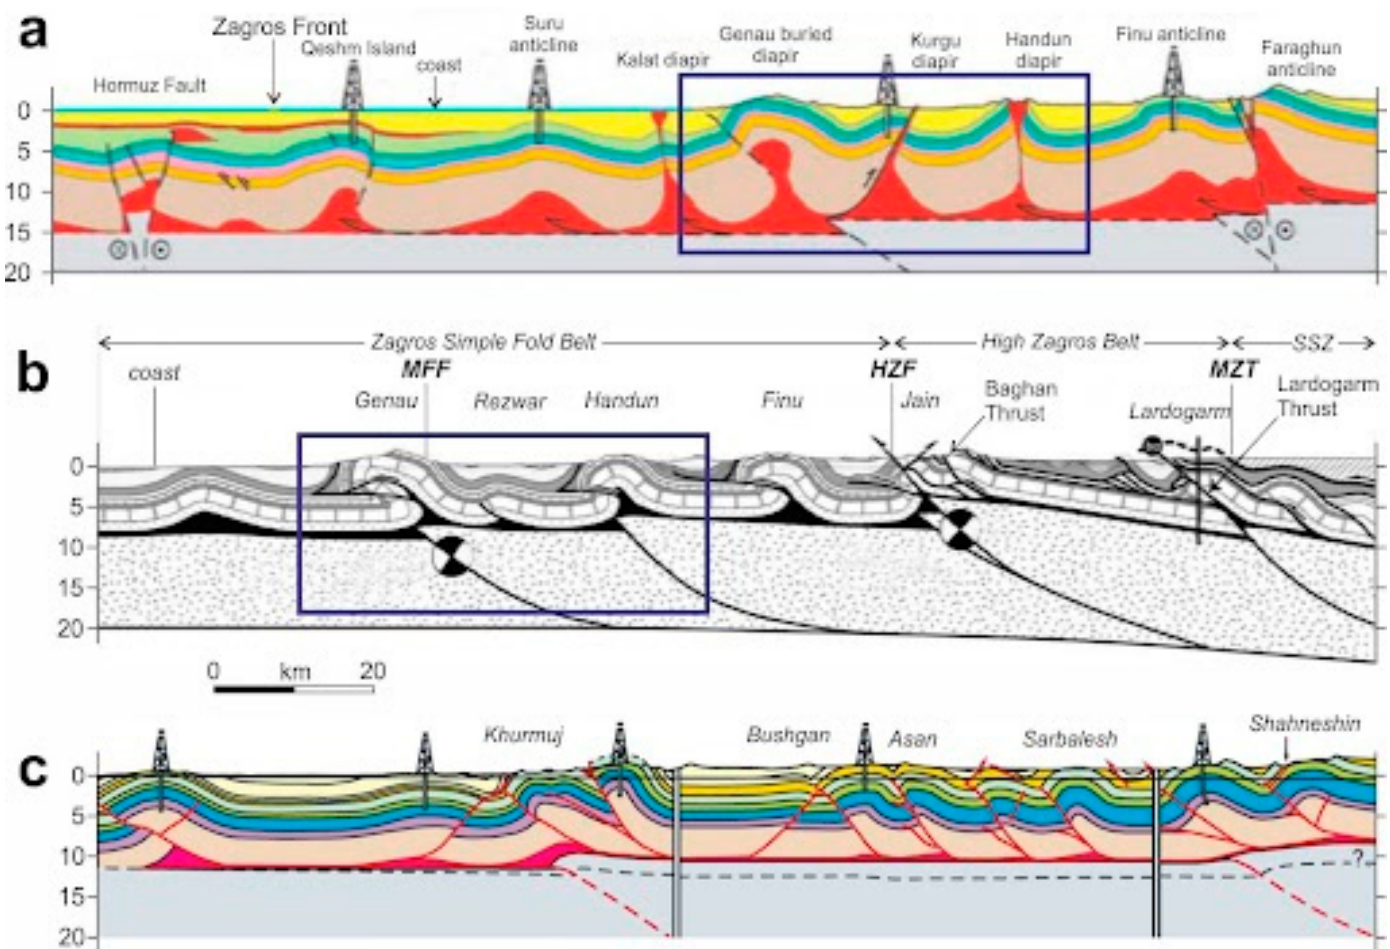 a
Zagros Front
Hormuz Fault
Qeshm Island
coast
Suru
anticline
Kalat diapir
Genau buried
diapir
Kurgu
diapir
Handun
diapir
Finu anticline
Faraghun
anticline
0
5
10
15
20
b
Zagros Simple Fold Belt
High Zagros Belt
SSZ
coast
MFF
HZF
MZT
Genau
Rezwar
Handun
Finu
Jain
Baghan
Thrust
Lardogarm
Lardogarm
Thrust
0
5
10
15
20
0 km 20
c
Khurmuj
Bushgan
Asan
Sarbalesh
Shahneshin
0
5
10
15
20
?